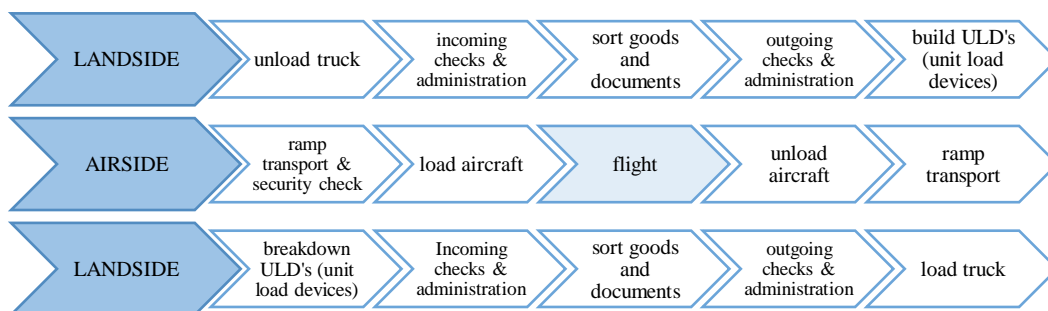 LANDSIDE
unload truck
incoming
checks &
administration
sort goods
and
documents
outgoing
checks &
administration
build ULD's
(unit load
devices)
AIRSIDE
ramp
transport &
security check
load aircraft
flight
unload
aircraft
ramp
transport
LANDSIDE
breakdown
ULD's (unit
load devices)
Incoming
checks &
administration
sort goods
and
documents
outgoing
checks &
administration
load truck